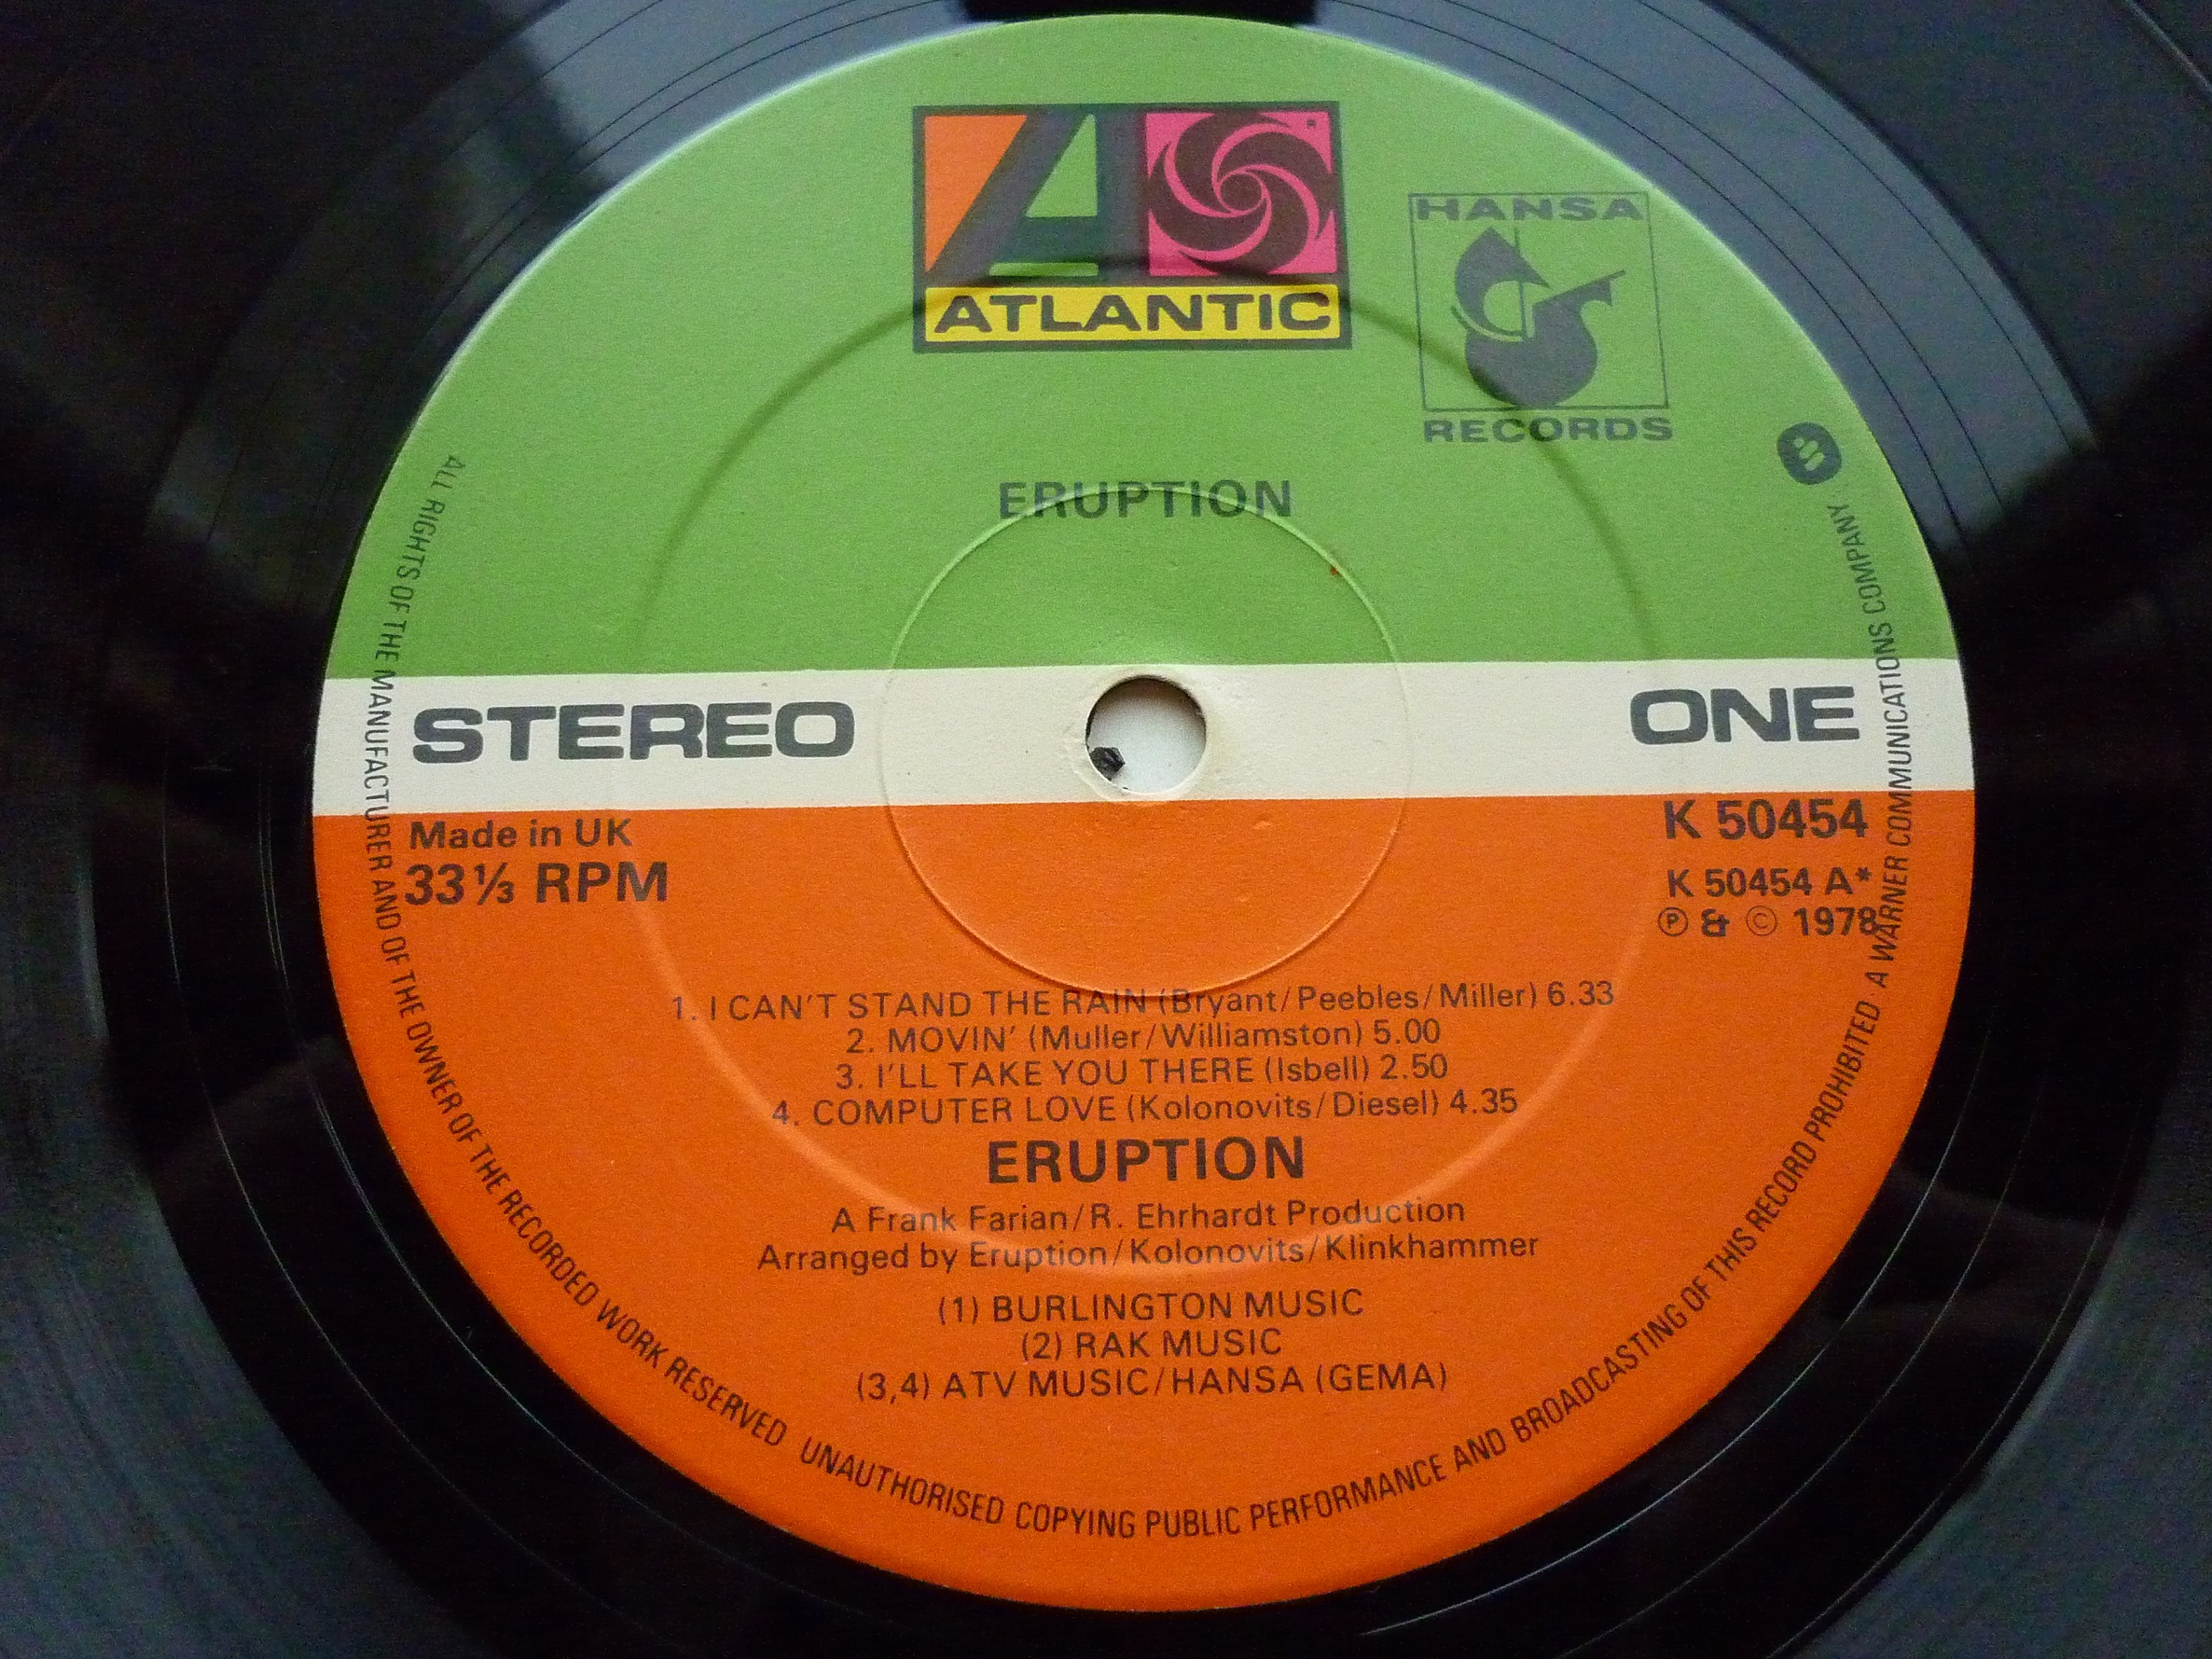 ATLANTIC
HANSA
RECORDS
ERUPTION
STEREO
ONE
Made in UK
33⅓ RPM
K 50454
K 50454 A*
Ⓟ & © 1978
1. I CAN'T STAND THE RAIN (Bryant/Peebles/Miller) 6.33
2. MOVIN' (Muller/Williamston) 5.00
3. I'LL TAKE YOU THERE (Isbell) 2.50
4. COMPUTER LOVE (Kolonovits/Diesel) 4.35
ERUPTION
A Frank Farian/R. Ehrhardt Production
Arranged by Eruption/Kolonovits/Klinkhammer
(1) BURLINGTON MUSIC
(2) RAK MUSIC
(3,4) ATV MUSIC/HANSA (GEMA)
ALL RIGHTS OF THE MANUFACTURER AND OF THE OWNER OF THE RECORDED WORK RESERVED UNAUTHORISED COPYING PUBLIC PERFORMANCE AND BROADCASTING OF THIS RECORD PROHIBITED A WARNER COMMUNICATIONS COMPANY